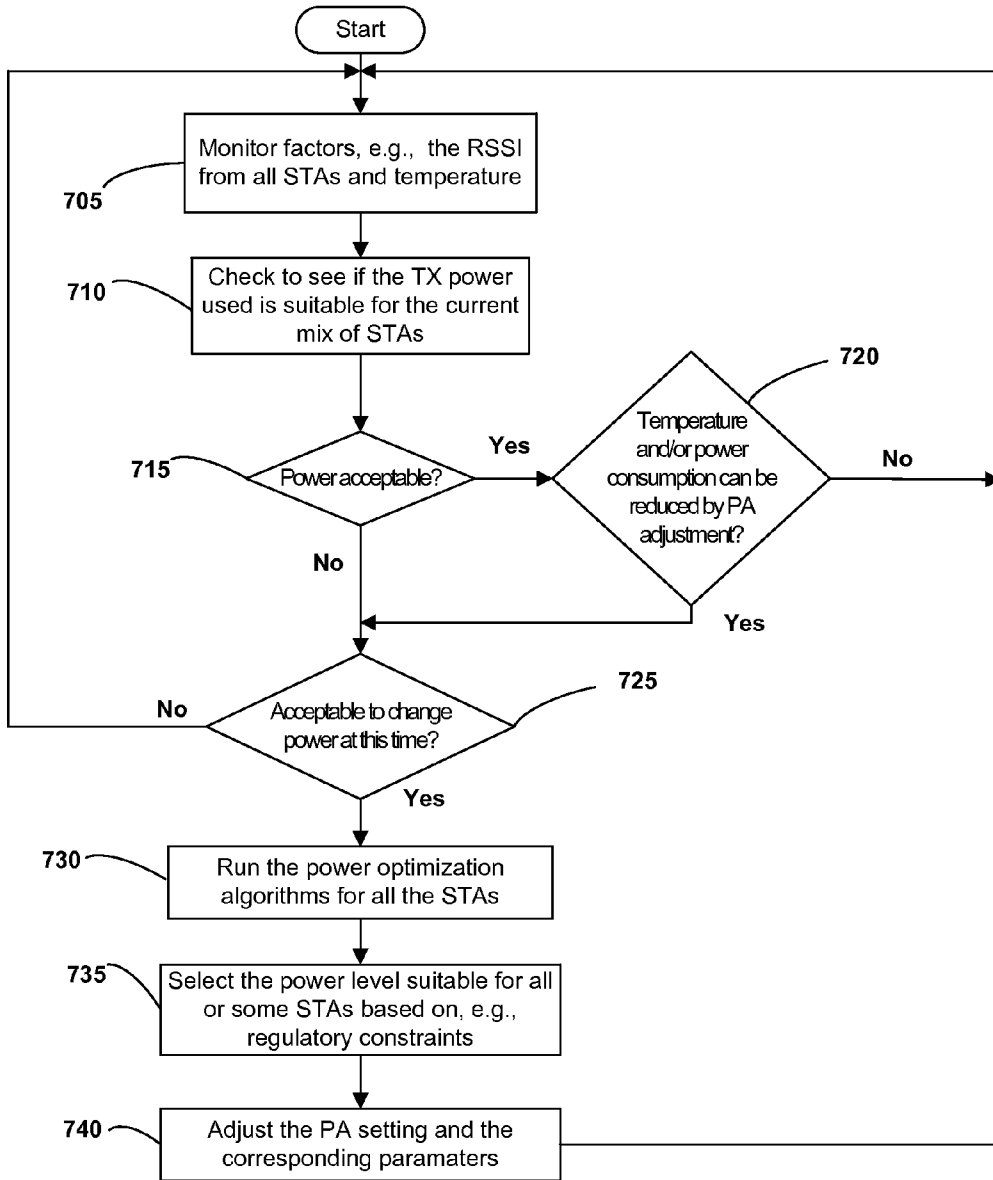 Start
Monitor factors, e.g., the RSSI
from all STAs and temperature
705
Check to see if the TX power
used is suitable for the current
mix of STAs
710
720
Power acceptable?
715
Yes
Temperature
and/or power
consumption can be
reduced by PA
adjustment?
No
No
Yes
725
Acceptable to change
power at this time?
No
Yes
730
Run the power optimization
algorithms for all the STAs
735
Select the power level suitable for all
or some STAs based on, e.g.,
regulatory constraints
740
Adjust the PA setting and the
corresponding paramaters